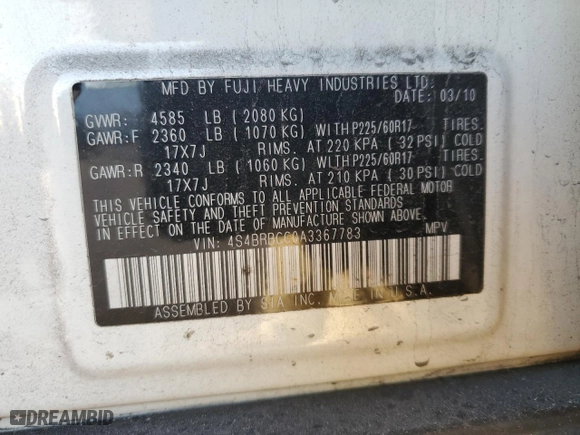 MFD BY FUJI HEAVY INDUSTRIES LTD.
DATE: 03/10
GVWR: 4585 LB ( 2080 KG)
GAWR:F 2360 LB ( 1070 KG) WITH P225/60R17 TIRES.
17X7J RIMS. AT 220 KPA ( 32 PSI) COLD
GAWR:R 2340 LB ( 1060 KG) WITH P225/60R17 TIRES.
17X7J RIMS. AT 210 KPA ( 30 PSI) COLD
THIS VEHICLE CONFORMS TO ALL APPLICABLE FEDERAL MOTOR
VEHICLE SAFETY AND THEFT PREVENTION STANDARDS
IN EFFECT ON THE DATE OF MANUFACTURE SHOWN ABOVE.
VIN: MPV
ASSEMBLED BY SIA INC. MADE IN U.S.A.
DREAMBID